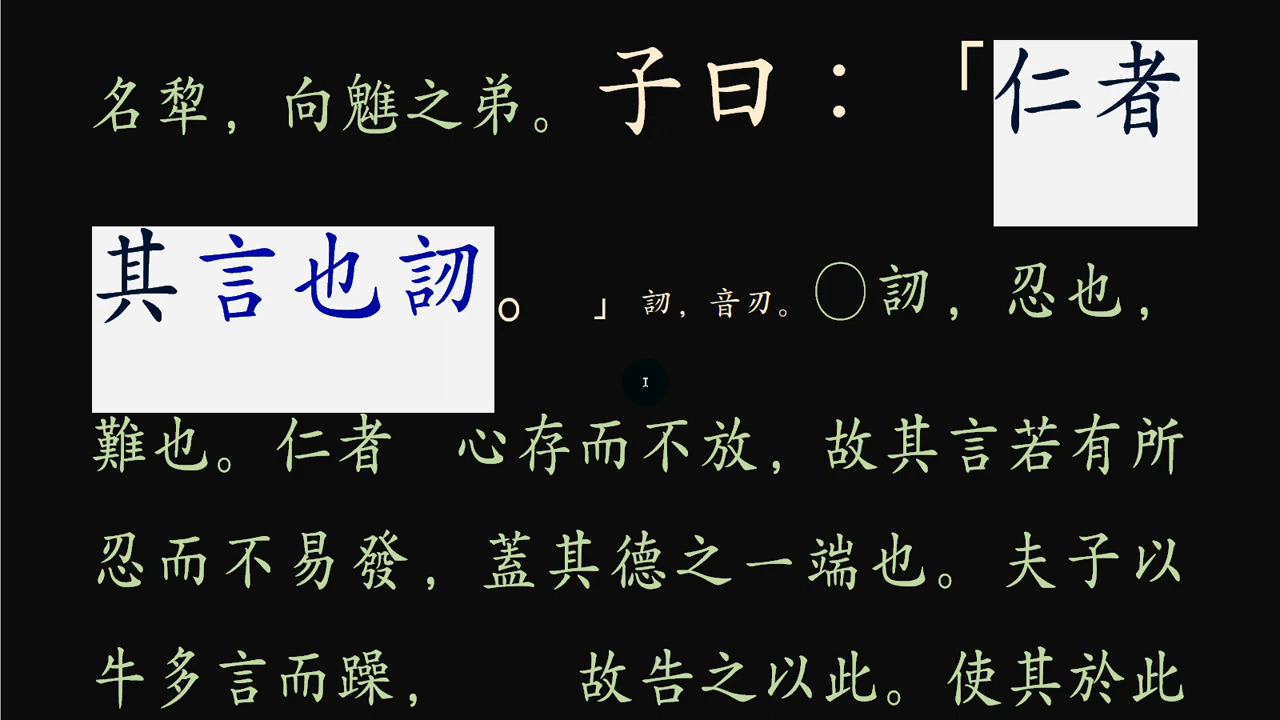 名犂，向魋之弟。子曰：「仁者
其言也訒。」訒，音刃。○訒，忍也，
難也。仁者　心存而不放，故其言若有所
忍而不易發，蓋其德之一端也。夫子以
牛多言而躁，　　故告之以此。使其於此